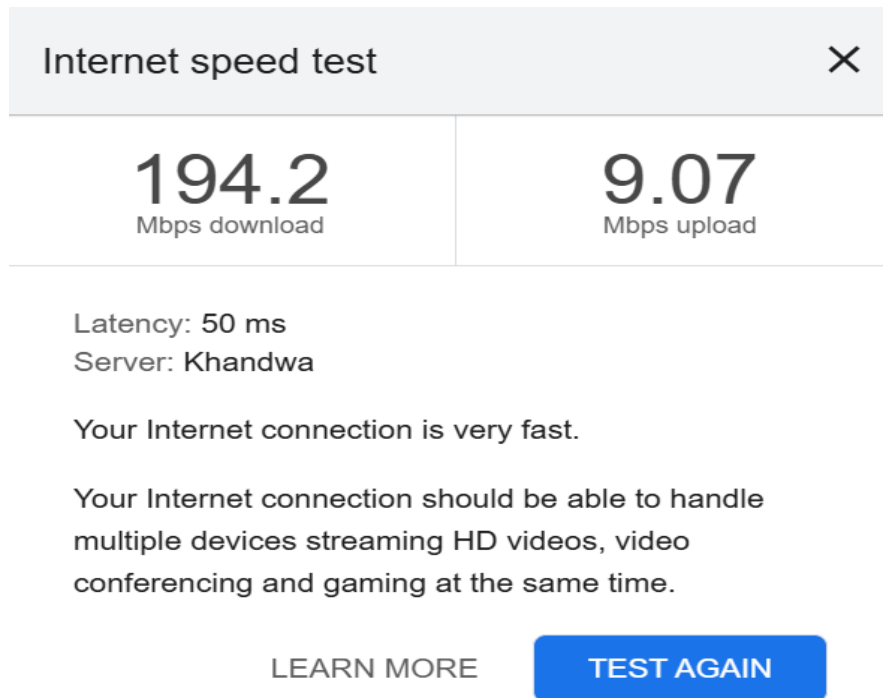 Internet speed test
194.2
Mbps download
9.07
Mbps upload
Latency: 50 ms
Server: Khandwa
Your Internet connection is very fast.
Your Internet connection should be able to handle
multiple devices streaming HD videos, video
conferencing and gaming at the same time.
LEARN MORE
TEST AGAIN